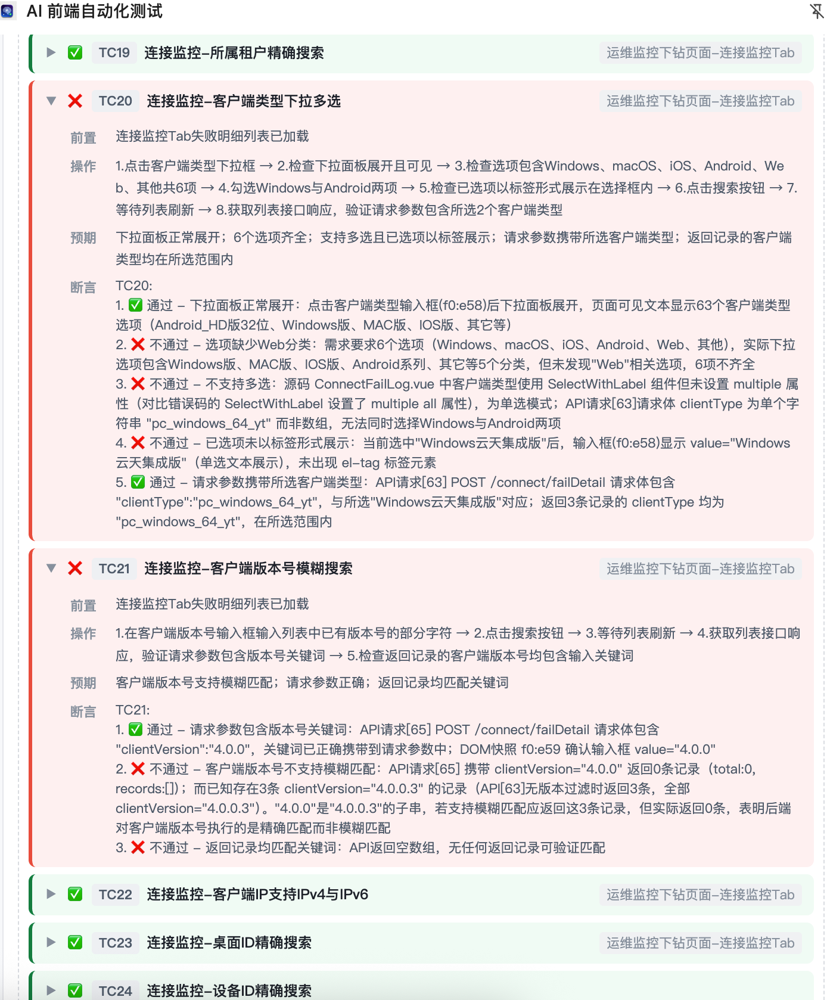 AI 前端自动化测试
TC19 连接监控-所属租户精确搜索 运维监控下钻页面-连接监控Tab
TC20 连接监控-客户端类型下拉多选 运维监控下钻页面-连接监控Tab
前置 连接监控Tab失败明细列表已加载
操作 1.点击客户端类型下拉框 → 2.检查下拉面板展开且可见 → 3.检查选项包含Windows、macOS、iOS、Android、We
b、其他共6项 → 4.勾选Windows与Android两项 → 5.检查已选项以标签形式展示在选择框内 → 6.点击搜索按钮 → 7.
等待列表刷新 → 8.获取列表接口响应，验证请求参数包含所选2个客户端类型
预期 下拉面板正常展开；6个选项齐全；支持多选且已选项以标签展示；请求参数携带所选客户端类型；返回记录的客户端
类型均在所选范围内
断言 TC20:
1. ✅ 通过 – 下拉面板正常展开：点击客户端类型输入框(f0:e58)后下拉面板展开，页面可见文本显示63个客户端类型
选项（Android_HD版32位、Windows版、MAC版、IOS版、其它等）
2. ❌ 不通过 – 选项缺少Web分类：需求要求6个选项（Windows、macOS、iOS、Android、Web、其他），实际下拉
选项包含Windows版、MAC版、IOS版、Android系列、其它等5个分类，但未发现"Web"相关选项，6项不齐全
3. ❌ 不通过 – 不支持多选：源码 ConnectFailLog.vue 中客户端类型使用 SelectWithLabel 组件但未设置 multiple 属
性（对比错误码的 SelectWithLabel 设置了 multiple all 属性），为单选模式；API请求[63]请求体 clientType 为单个字
符串 "pc_windows_64_yt" 而非数组，无法同时选择Windows与Android两项
4. ❌ 不通过 – 已选项未以标签形式展示：当前选中"Windows云天集成版"后，输入框(f0:e58)显示 value="Windows
云天集成版"（单选文本展示），未出现 el-tag 标签元素
5. ✅ 通过 – 请求参数携带所选客户端类型：API请求[63] POST /connect/failDetail 请求体包含
"clientType":"pc_windows_64_yt"，与所选"Windows云天集成版"对应；返回3条记录的 clientType 均为
"pc_windows_64_yt"，在所选范围内
TC21 连接监控-客户端版本号模糊搜索 运维监控下钻页面-连接监控Tab
前置 连接监控Tab失败明细列表已加载
操作 1.在客户端版本号输入框输入列表中已有版本号的部分字符 → 2.点击搜索按钮 → 3.等待列表刷新 → 4.获取列表接口响
应，验证请求参数包含版本号关键词 → 5.检查返回记录的客户端版本号均包含输入关键词
预期 客户端版本号支持模糊匹配；请求参数正确；返回记录均匹配关键词
断言 TC21:
1. ✅ 通过 – 请求参数包含版本号关键词：API请求[65] POST /connect/failDetail 请求体包含
"clientVersion":"4.0.0"，关键词已正确携带到请求参数中；DOM快照 f0:e59 确认输入框 value="4.0.0"
2. ❌ 不通过 – 客户端版本号不支持模糊匹配：API请求[65] 携带 clientVersion="4.0.0" 返回0条记录（total:0,
records:[]）；而已知存在3条 clientVersion="4.0.0.3" 的记录（API[63]无版本过滤时返回3条，全部
clientVersion="4.0.0.3"）。"4.0.0"是"4.0.0.3"的子串，若支持模糊匹配应返回这3条记录，但实际返回0条，表明后端
对客户端版本号执行的是精确匹配而非模糊匹配
3. ❌ 不通过 – 返回记录均匹配关键词：API返回空数组，无任何返回记录可验证匹配
TC22 连接监控-客户端IP支持IPv4与IPv6 运维监控下钻页面-连接监控Tab
TC23 连接监控-桌面ID精确搜索 运维监控下钻页面-连接监控Tab
TC24 连接监控-设备ID精确搜索 运维监控下钻页面-连接监控Tab